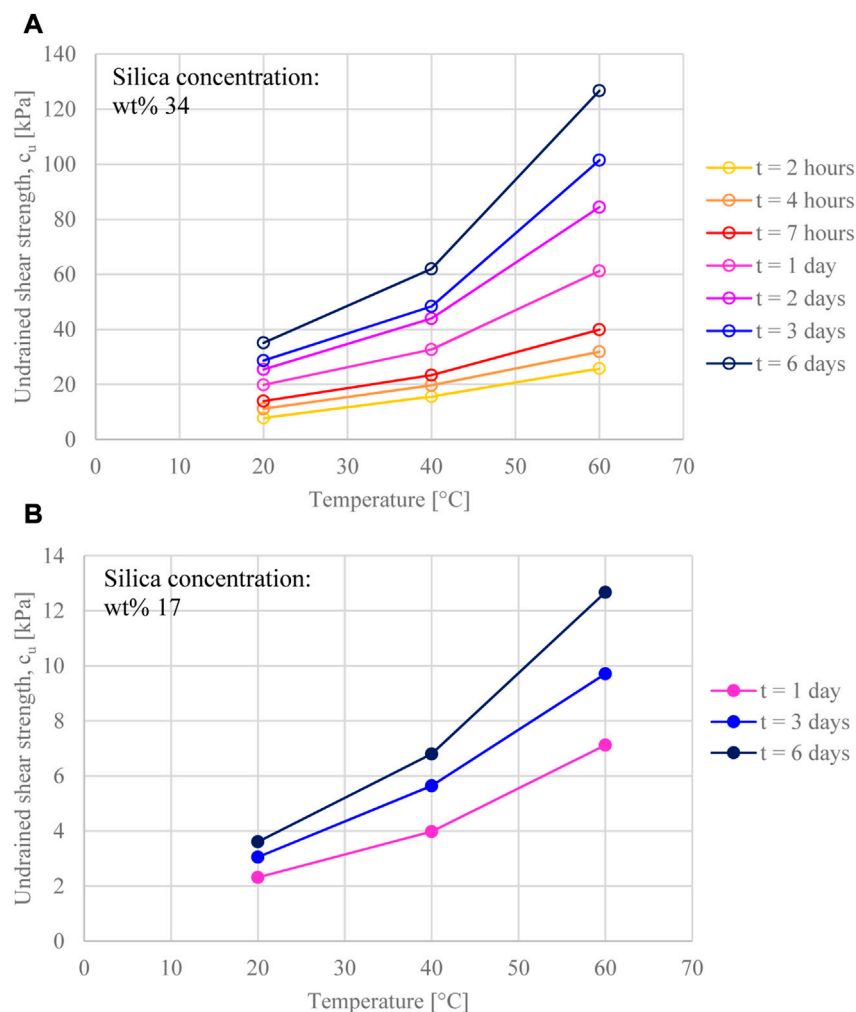 A
Silica concentration:
wt% 34
Undrained shear strength, cu [kPa]
140
120
100
80
60
40
20
0
0 10 20 30 40 50 60 70
Temperature [°C]
t = 2 hours
t = 4 hours
t = 7 hours
t = 1 day
t = 2 days
t = 3 days
t = 6 days
B
Silica concentration:
wt% 17
Undrained shear strength, cu [kPa]
14
12
10
8
6
4
2
0
0 10 20 30 40 50 60 70
Temperature [°C]
t = 1 day
t = 3 days
t = 6 days